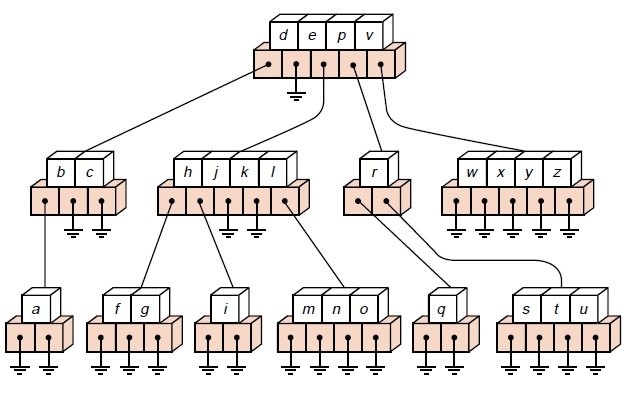 d e p v
b c h j k l r w x y z
a f g i m n o q s t u